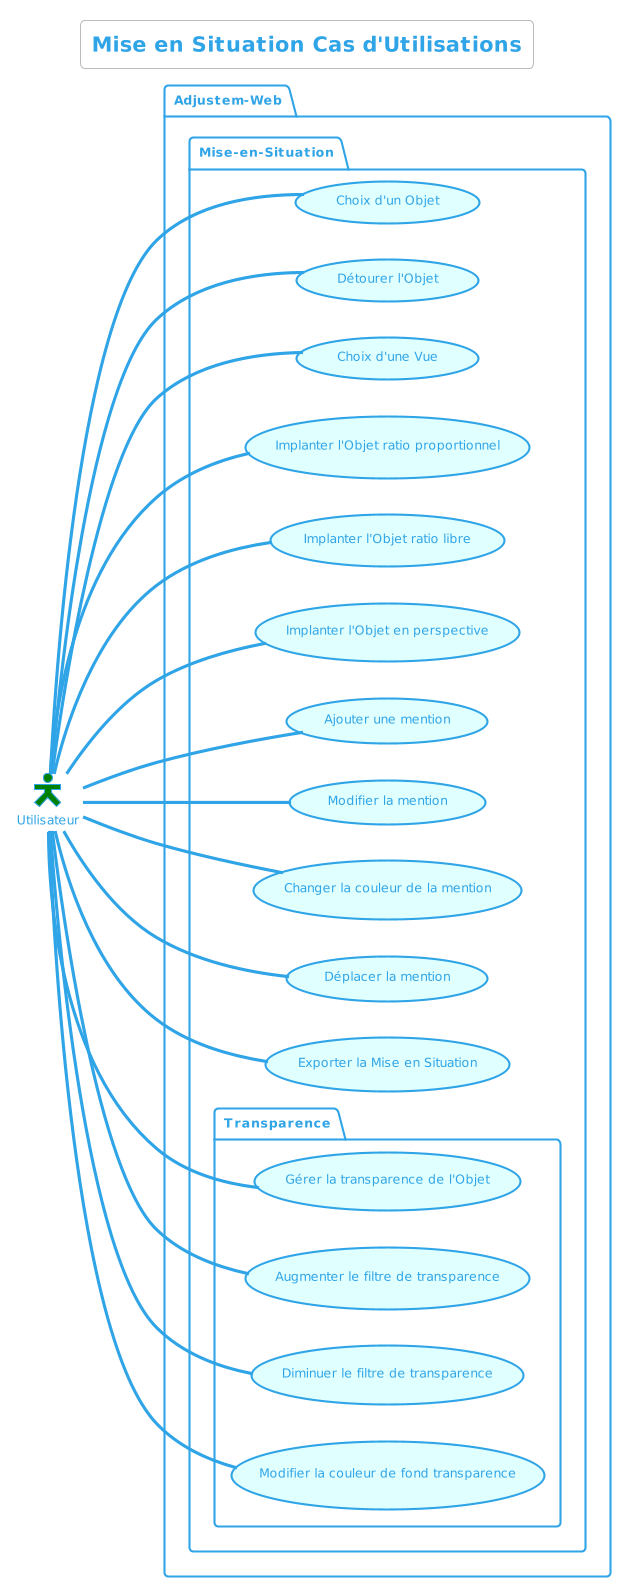 Mise en Situation Cas d'Utilisations
Adjustem-Web
Mise-en-Situation
Choix d'un Objet
Détourer l'Objet
Choix d'une Vue
Implanter l'Objet ratio proportionnel
Implanter l'Objet ratio libre
Implanter l'Objet en perspective
Ajouter une mention
Modifier la mention
Utilisateur
Changer la couleur de la mention
Déplacer la mention
Exporter la Mise en Situation
Transparence
Gérer la transparence de l'Objet
Augmenter le filtre de transparence
Diminuer le filtre de transparence
Modifier la couleur de fond transparence